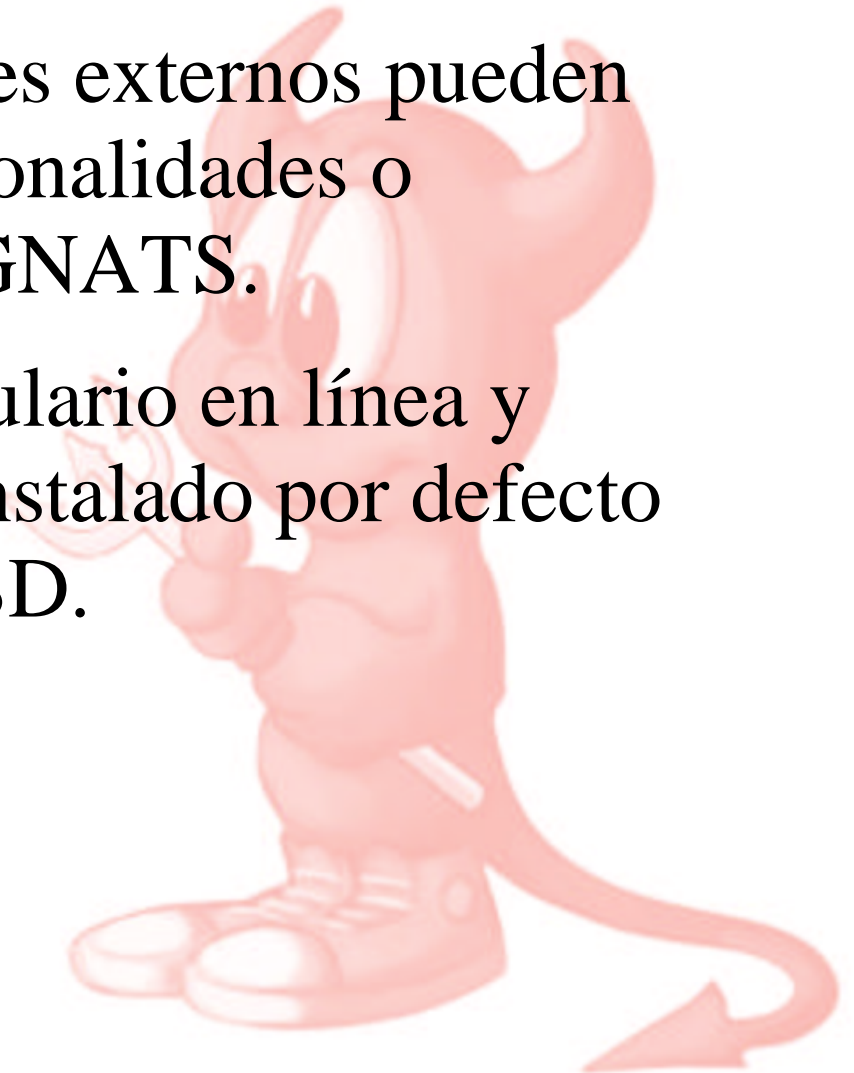 es externos pueden
onalidades o
GNATS.
ulario en línea y
nstalado por defecto
SD.